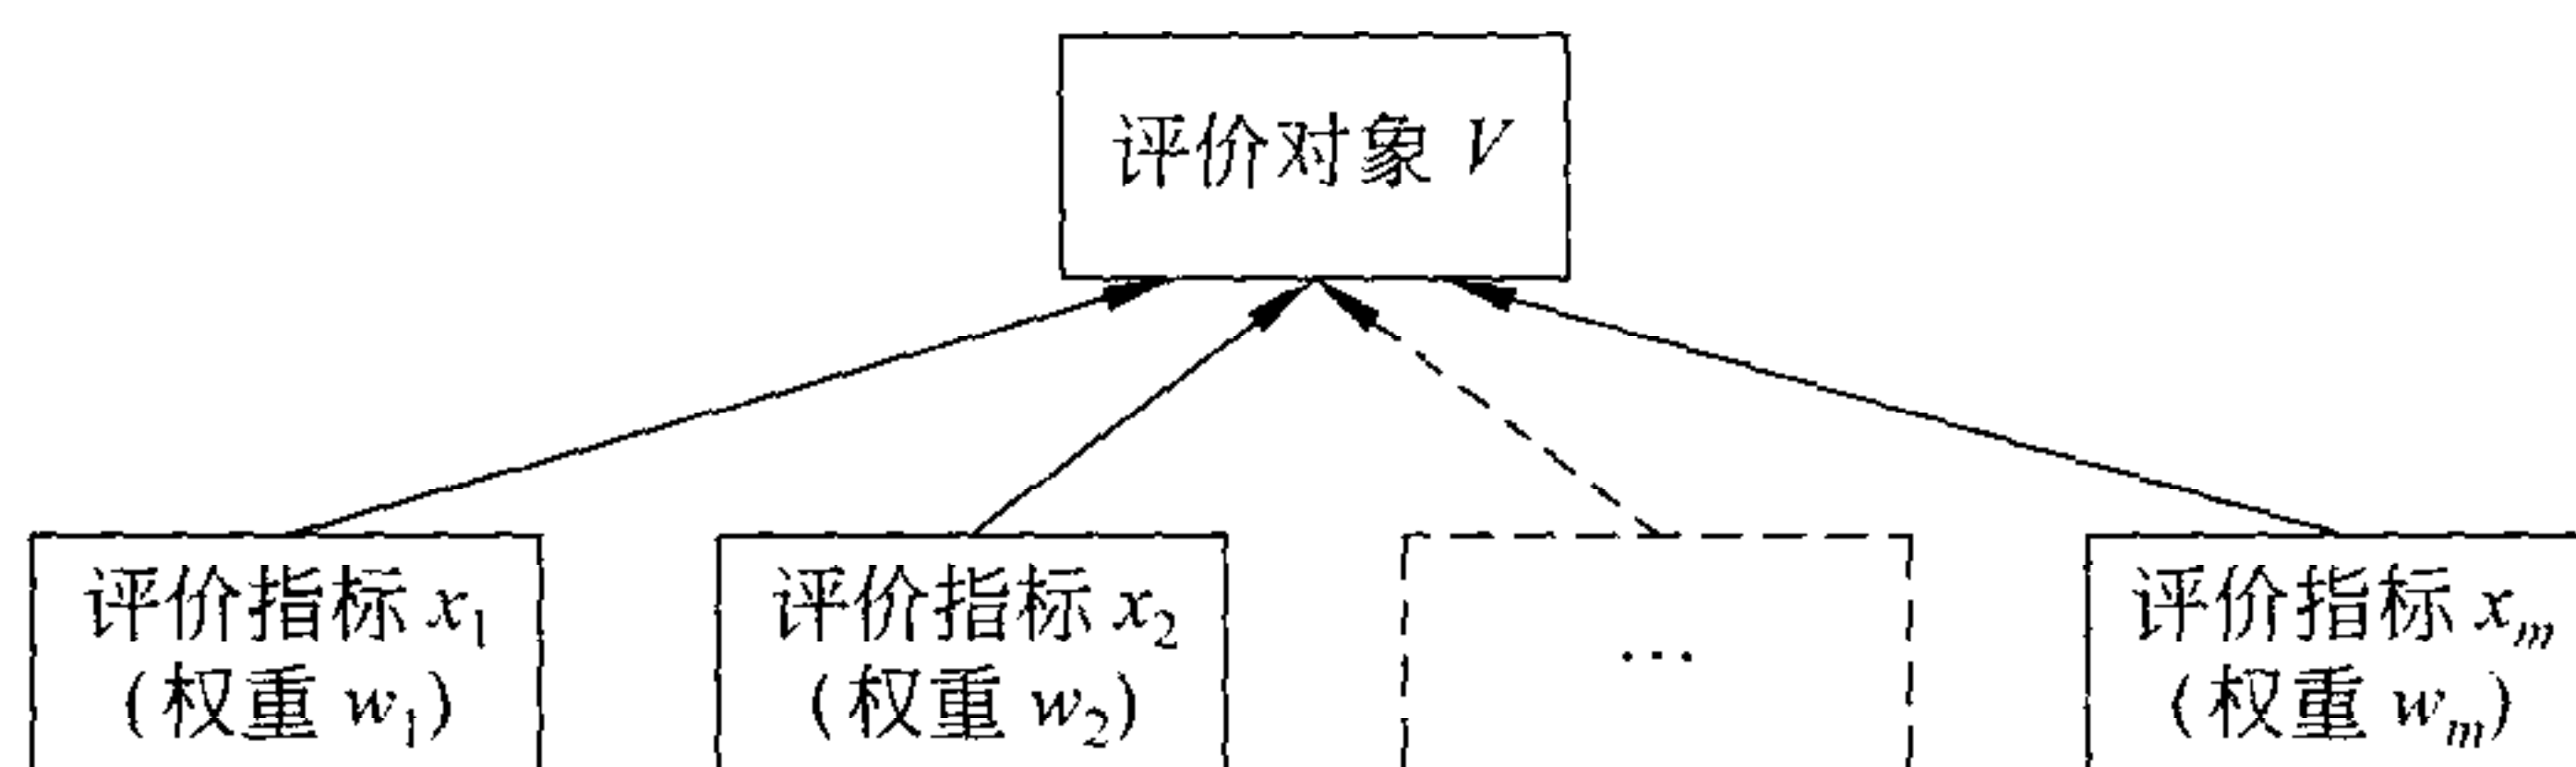 评价对象 V
评价指标 x₁
(权重 w₁)
评价指标 x₂
(权重 w₂)
…
评价指标 xₘ
(权重 wₘ)